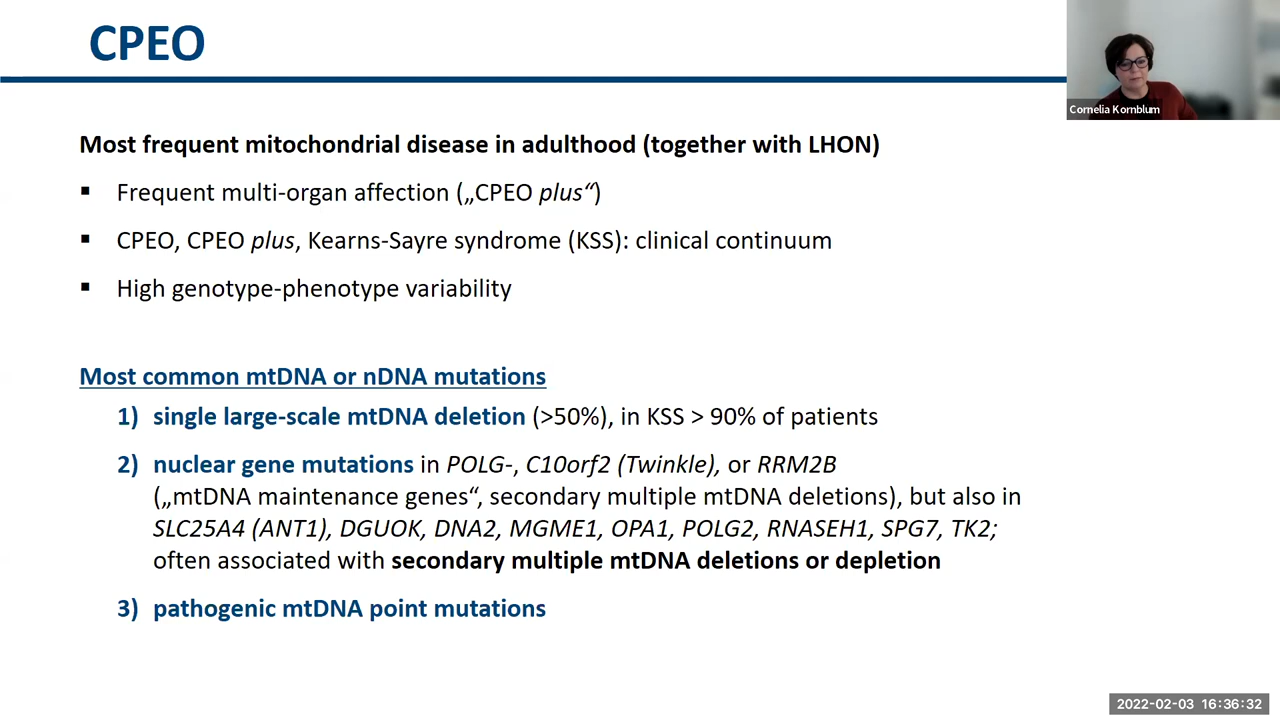 CPEO
Cornelia Kornblum
Most frequent mitochondrial disease in adulthood (together with LHON)
▪ Frequent multi-organ affection („CPEO plus“)
▪ CPEO, CPEO plus, Kearns-Sayre syndrome (KSS): clinical continuum
▪ High genotype-phenotype variability
Most common mtDNA or nDNA mutations
1) single large-scale mtDNA deletion (>50%), in KSS > 90% of patients
2) nuclear gene mutations in POLG-, C10orf2 (Twinkle), or RRM2B
(„mtDNA maintenance genes“, secondary multiple mtDNA deletions), but also in
SLC25A4 (ANT1), DGUOK, DNA2, MGME1, OPA1, POLG2, RNASEH1, SPG7, TK2;
often associated with secondary multiple mtDNA deletions or depletion
3) pathogenic mtDNA point mutations
2022-02-03 16:36:32